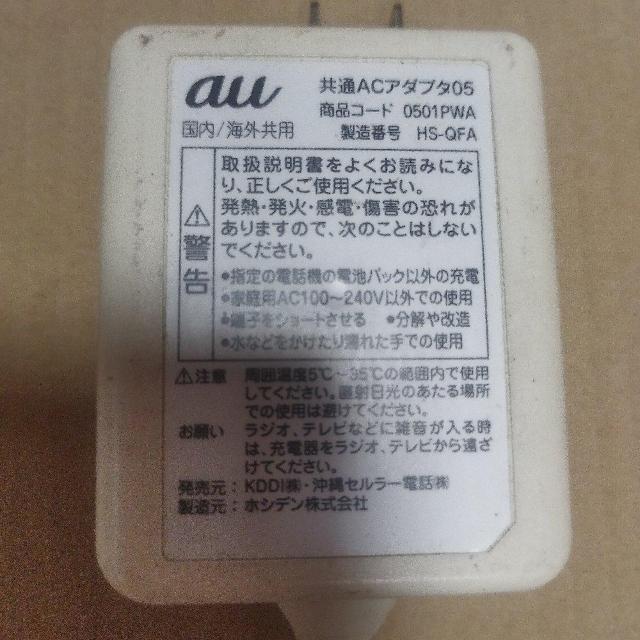 au
共通ACアダプタ05
商品コード 0501PWA
国内/海外共用
製造番号 HS-QFA
⚠警告
取扱説明書をよくお読みにな
り、正しくご使用ください。
発熱・発火・感電・傷害の恐れが
ありますので、次のことはしない
でください。
•指定の電話機の電池パック以外の充電
•家庭用AC100~240V以外での使用
•端子をショートさせる •分解や改造
•水などをかけたり濡れた手での使用
⚠注意 周囲温度5℃~35℃の範囲内で使用
してください。直射日光のあたる場所
での使用は避けてください。
お願い ラジオ、テレビなどに雑音が入る時
は、充電器をラジオ、テレビから遠ざ
けてください。
発売元:KDDI㈱・沖縄セルラー電話㈱
製造元:ホシデン株式会社